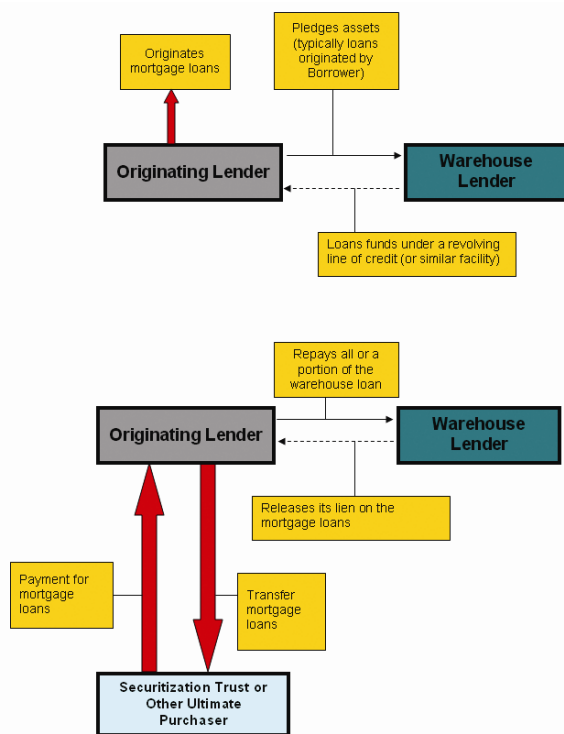 Originates
mortgage loans
Pledges assets
(typically loans
originated by
Borrower)
Originating Lender
Warehouse
Lender
Loans funds under a revolving
line of credit (or similar facility)
Repays all or a
portion of the
warehouse loan
Originating Lender
Warehouse
Lender
Releases its lien on the
mortgage loans
Payment for
mortgage
loans
Transfer
mortgage
loans
Securitization Trust or
Other Ultimate
Purchaser